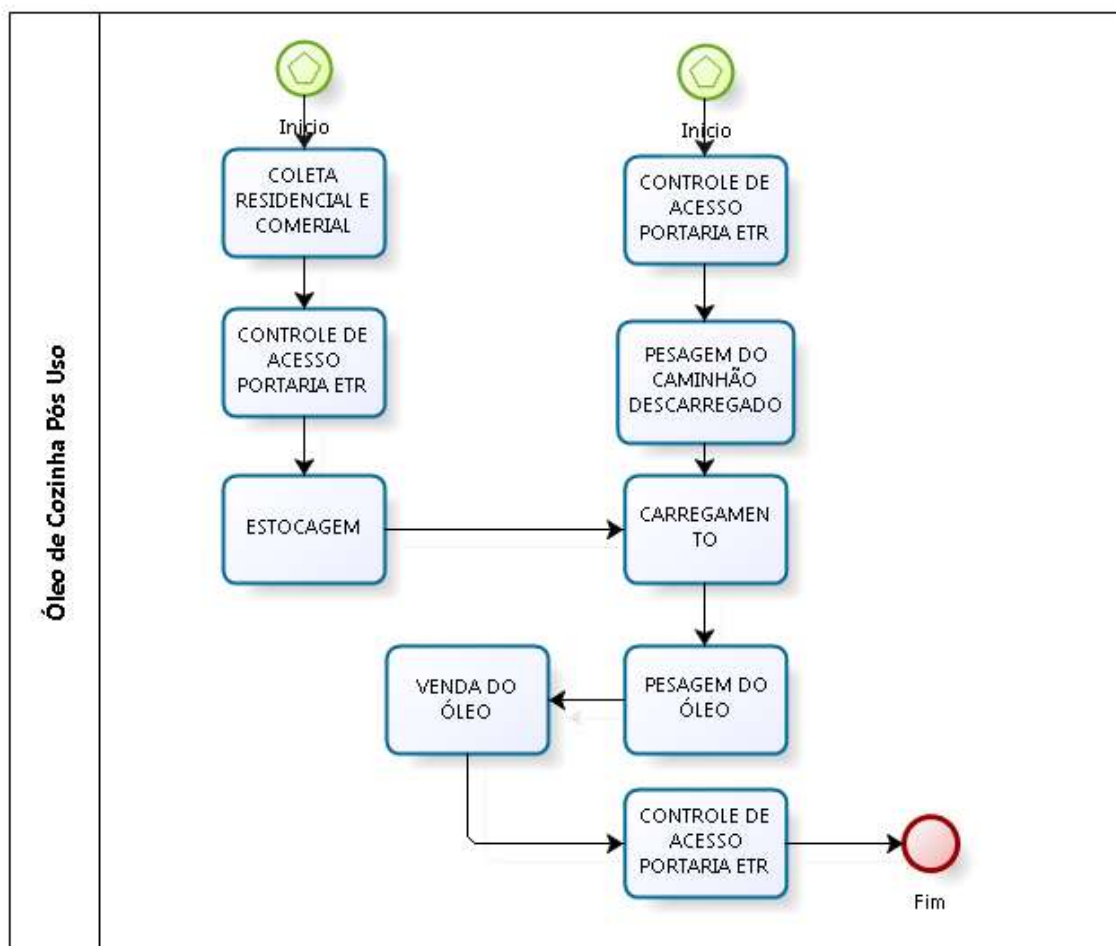 Óleo de Cozinha Pós Uso
Inicio
COLETA
RESIDENCIAL E
COMERIAL
CONTROLE DE
ACESSO
PORTARIA ETR
ESTOCAGEM
Inicio
CONTROLE DE
ACESSO
PORTARIA ETR
PESAGEM DO
CAMINHÃO
DESCARREGADO
CARREGAMEN
TO
PESAGEM DO
ÓLEO
VENDA DO
ÓLEO
CONTROLE DE
ACESSO
PORTARIA ETR
Fim